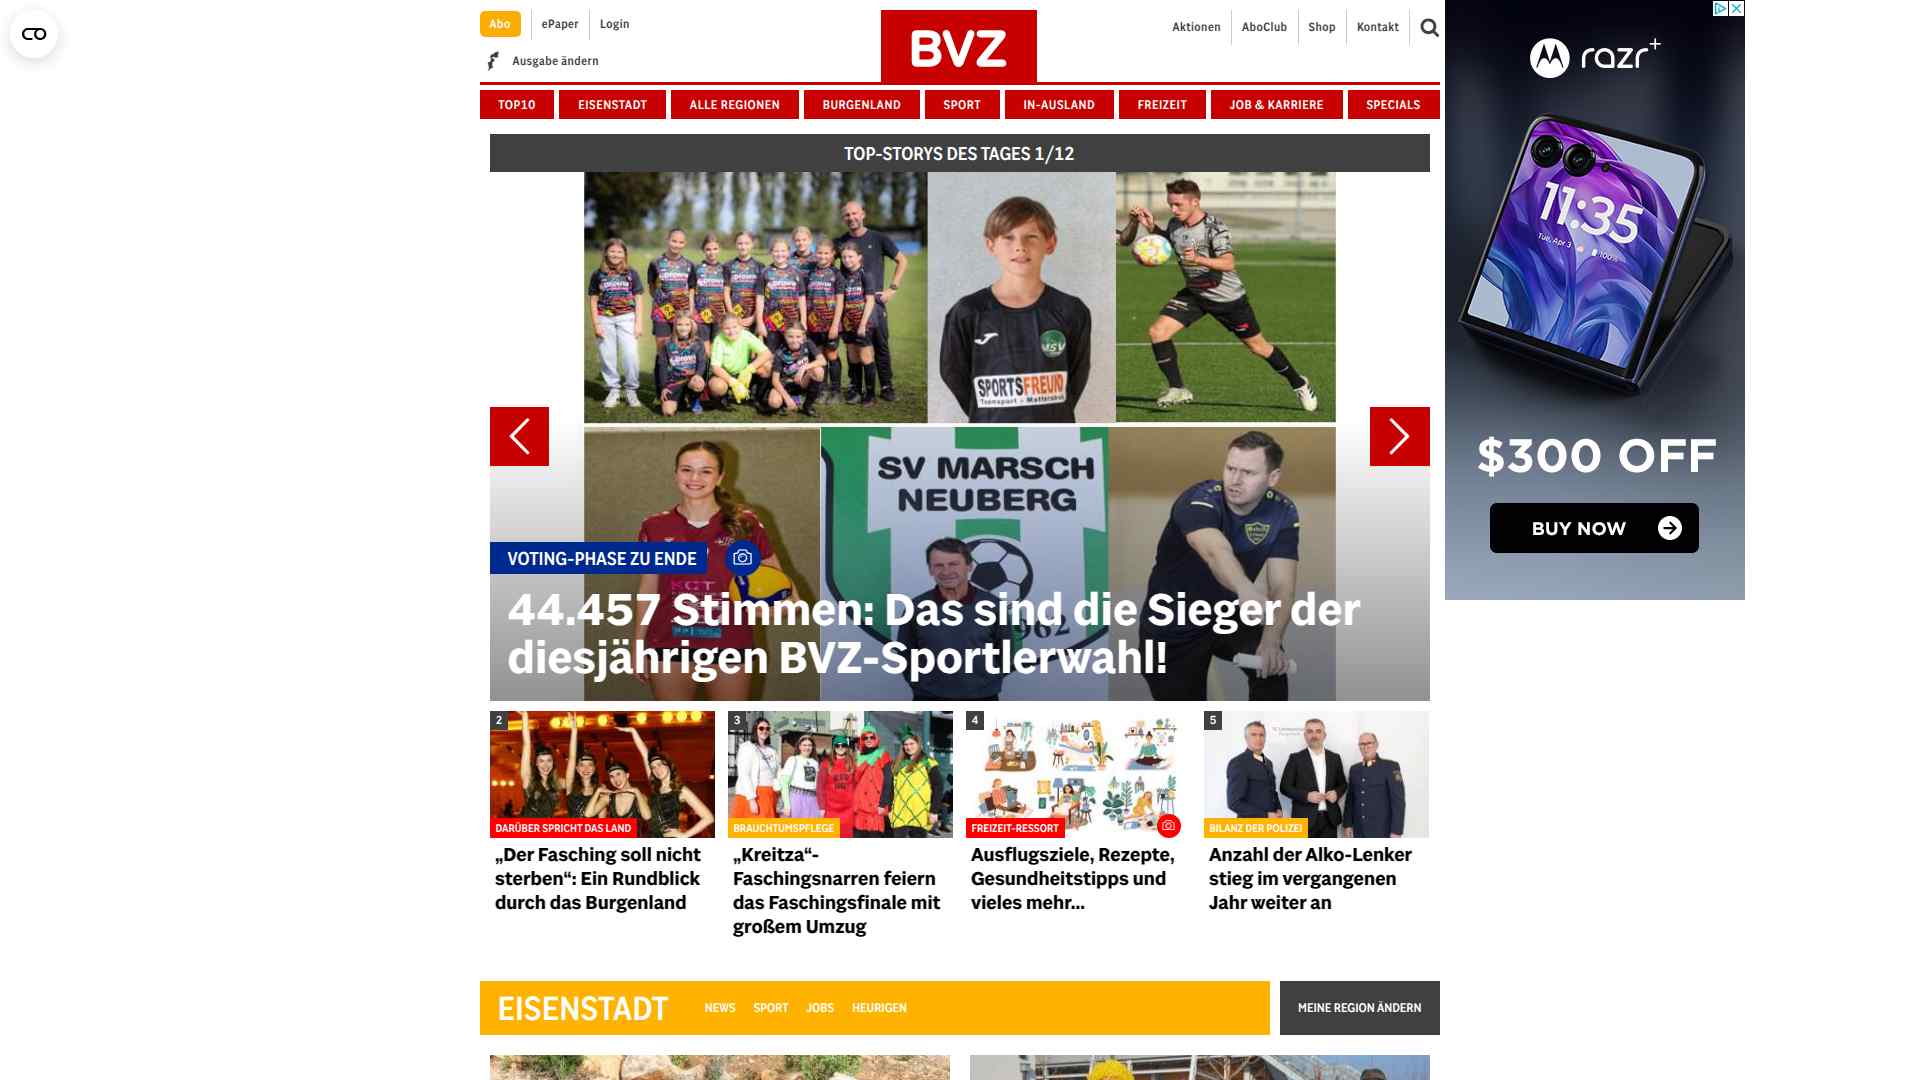 Abo
ePaper
Login
Ausgabe ändern
BVZ
Aktionen
AboClub
Shop
Kontakt
TOP10
EISENSTADT
ALLE REGIONEN
BURGENLAND
SPORT
IN-AUSLAND
FREIZEIT
JOB & KARRIERE
SPECIALS
TOP-STORYS DES TAGES 1/12
SPORTSFREUND
SV MARSCH
NEUBERG
962
VOTING-PHASE ZU ENDE
44.457 Stimmen: Das sind die Sieger der
diesjährigen BVZ-Sportlerwahl!
2
DARÜBER SPRICHT DAS LAND
„Der Fasching soll nicht
sterben“: Ein Rundblick
durch das Burgenland
3
BRAUCHTUMSPFLEGE
„Kreitza“-
Faschingsnarren feiern
das Faschingsfinale mit
großem Umzug
4
FREIZEIT-RESSORT
Ausflugsziele, Rezepte,
Gesundheitstipps und
vieles mehr...
5
BILANZ DER POLIZEI
Anzahl der Alko-Lenker
stieg im vergangenen
Jahr weiter an
EISENSTADT
NEWS
SPORT
JOBS
HEURIGEN
MEINE REGION ÄNDERN
razr+
11:35
Tue, Apr 3
100%
$300 OFF
BUY NOW